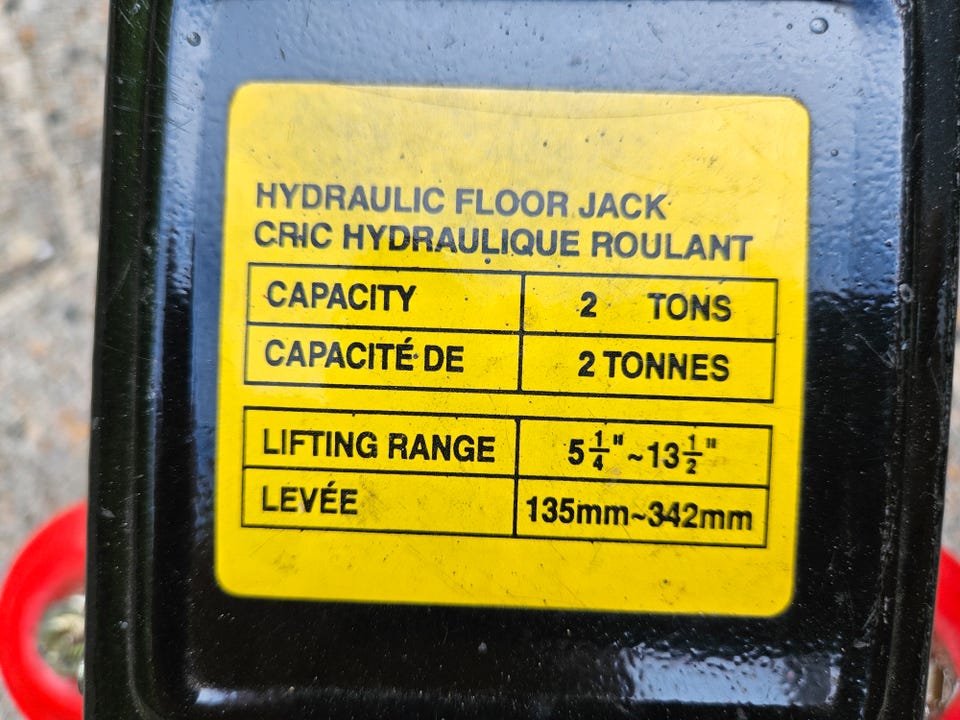 HYDRAULIC FLOOR JACK
CRIC HYDRAULIQUE ROULANT
CAPACITY 2 TONS
CAPACITÉ DE 2 TONNES
LIFTING RANGE 5 1/4" ~13 1/2"
LEVÉE 135mm~342mm